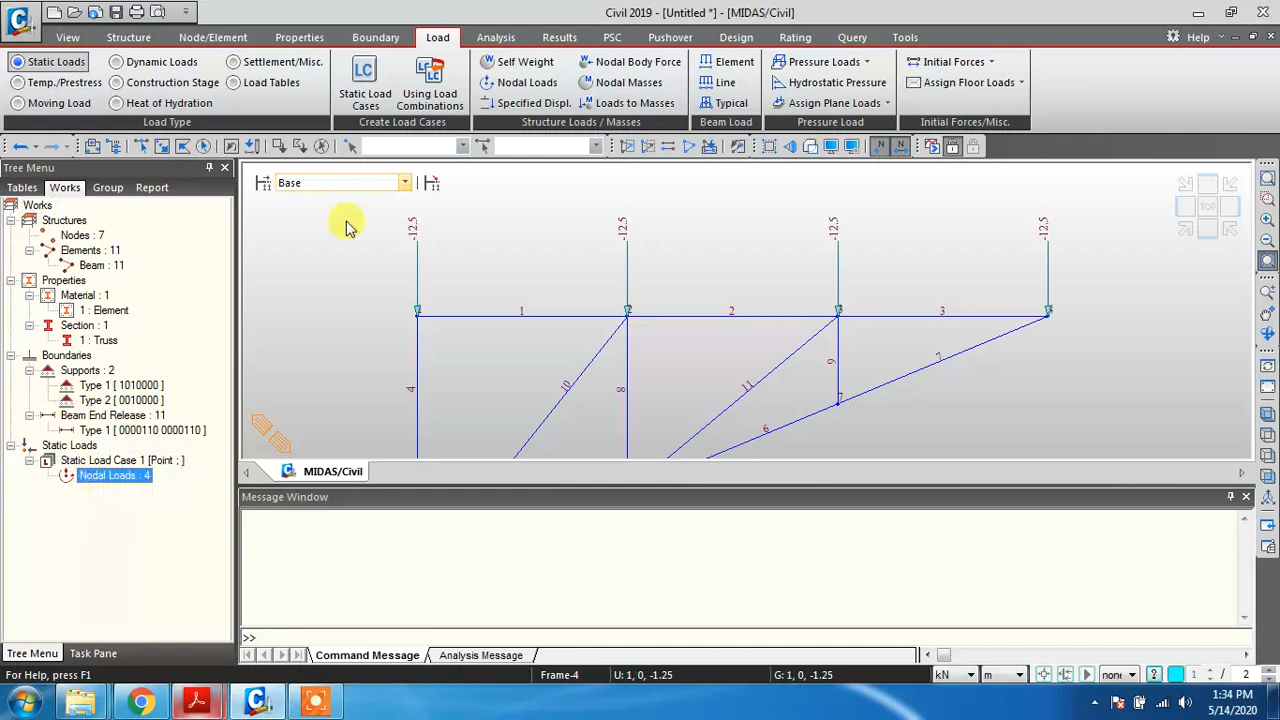 Civil 2019 - [Untitled *] - [MIDAS/Civil]
View Structure Node/Element Properties Boundary Load Analysis Results PSC Pushover Design Rating Query Tools Help
Static Loads Dynamic Loads Settlement/Misc.
Temp./Prestress Construction Stage Load Tables
Moving Load Heat of Hydration
Load Type
LC
Static Load Cases
Using Load Combinations
Create Load Cases
Self Weight Nodal Body Force
Nodal Loads Nodal Masses
Specified Displ. Loads to Masses
Structure Loads / Masses
Element
Line
Typical
Beam Load
Pressure Loads
Hydrostatic Pressure
Assign Plane Loads
Pressure Load
Initial Forces
Assign Floor Loads
Initial Forces/Misc.
Tree Menu
Tables Works Group Report
Works
Structures
Nodes : 7
Elements : 11
Beam : 11
Properties
Material : 1
1 : Element
Section : 1
1 : Truss
Boundaries
Supports : 2
Type 1 [ 1010000 ]
Type 2 [ 0010000 ]
Beam End Release : 11
Type 1 [ 0000110 0000110 ]
Static Loads
Static Load Case 1 [Point ; ]
Nodal Loads : 4
Tree Menu Task Pane
Base
TOP
-12.5 -12.5 -12.5 -12.5
1 2 3
4 10 8 11 9 7
7
6
MIDAS/Civil
Message Window
>>
Command Message Analysis Message
For Help, press F1
Frame-4
U: 1, 0, -1.25
G: 1, 0, -1.25
kN m none 1 / 2
1:34 PM
5/14/2020